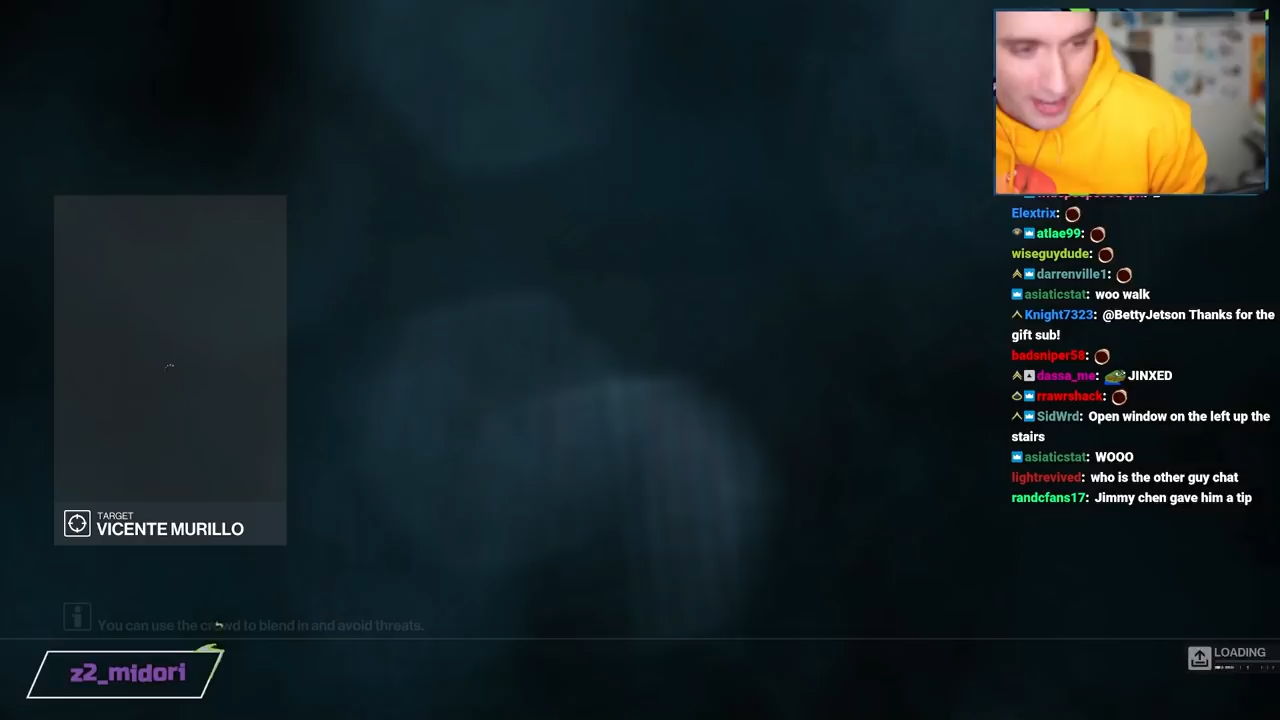 Elextrix:
atlae99:
wiseguydude:
darrenville1:
asiaticstat: woo walk
Knight7323: @BettyJetson Thanks for the
gift sub!
badsniper58:
dassa_me: JINXED
rrawrshack:
SidWrd: Open window on the left up the
stairs
asiaticstat: WOOO
lightrevived: who is the other guy chat
randcfans17: Jimmy chen gave him a tip
TARGET
VICENTE MURILLO
You can use the crowd to blend in and avoid threats.
z2_midori
LOADING